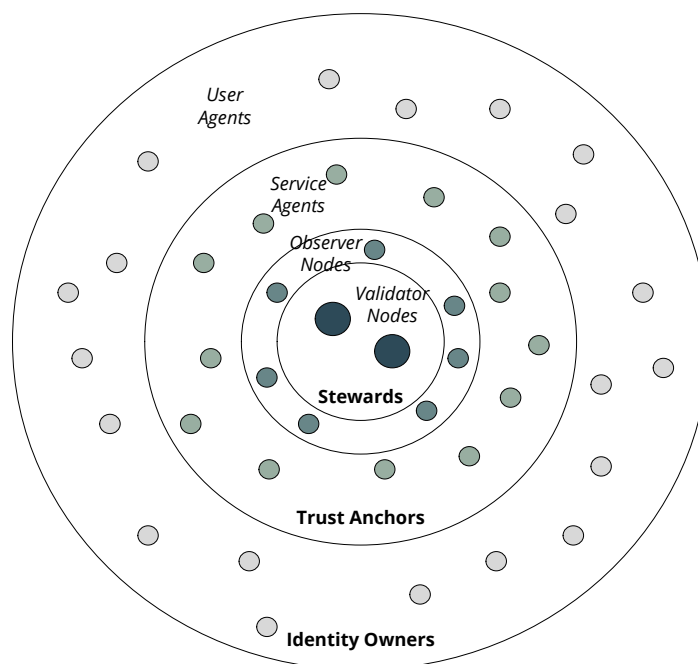 User
Agents
Service
Agents
Observer
Nodes
Validator
Nodes
Stewards
Trust Anchors
Identity Owners